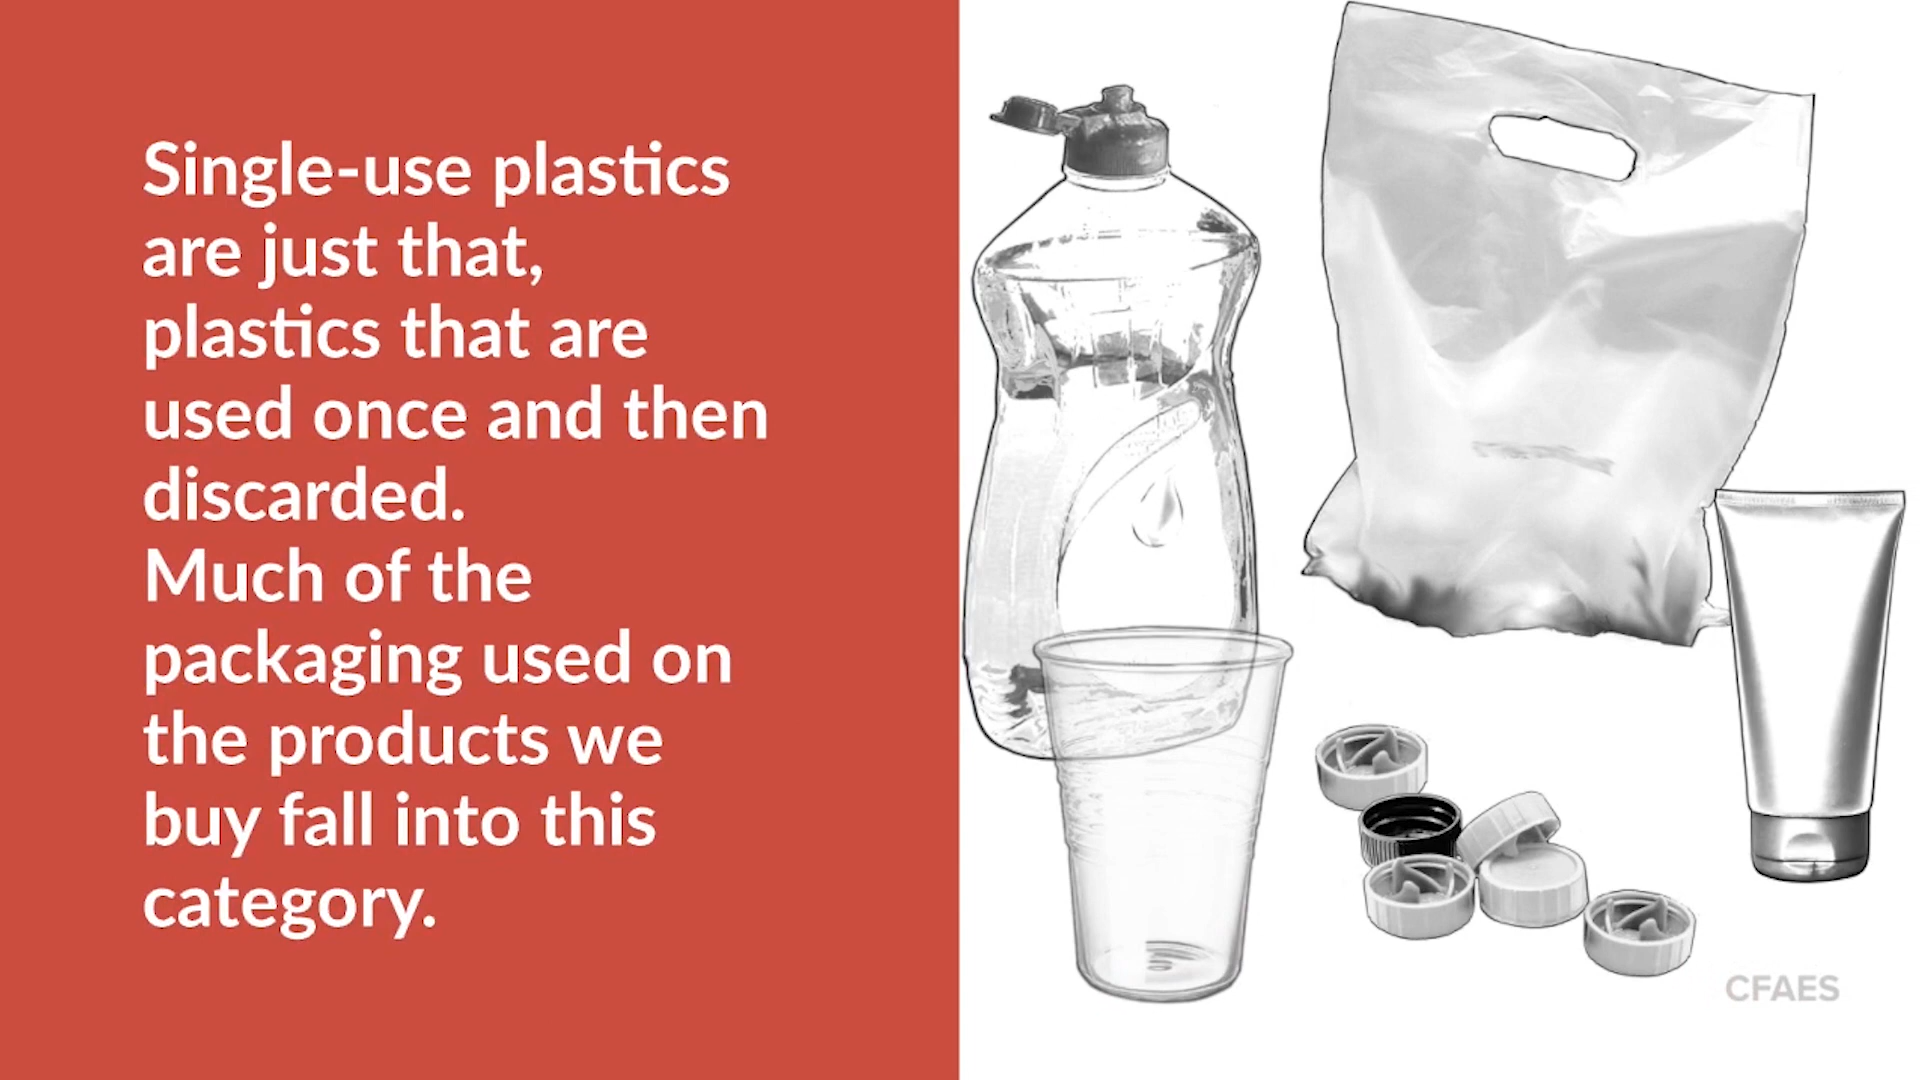 Single-use plastics
are just that,
plastics that are
used once and then
discarded.
Much of the
packaging used on
the products we
buy fall into this
category.
CFAES